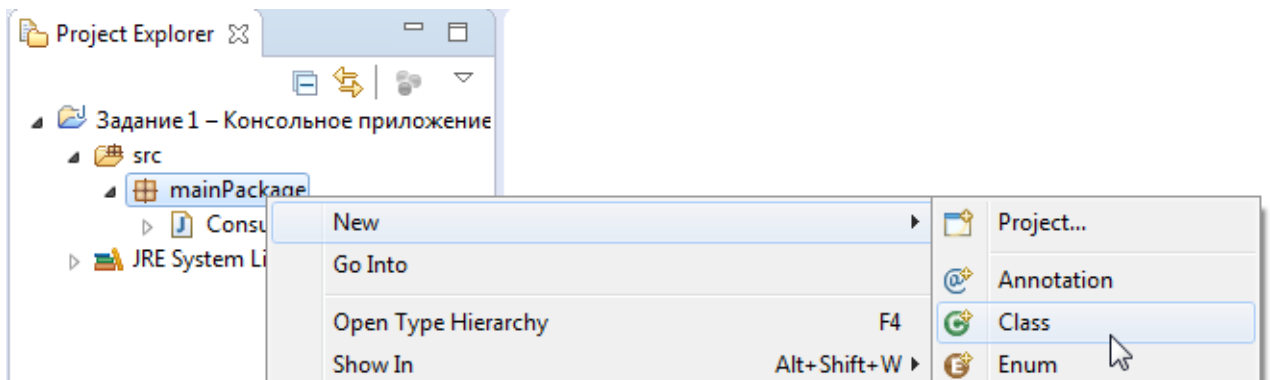 Project Explorer
Задание 1 – Консольное приложение
src
mainPackage
Consu
JRE System Li
New
Go Into
Open Type Hierarchy F4
Show In Alt+Shift+W
Project...
Annotation
Class
Enum